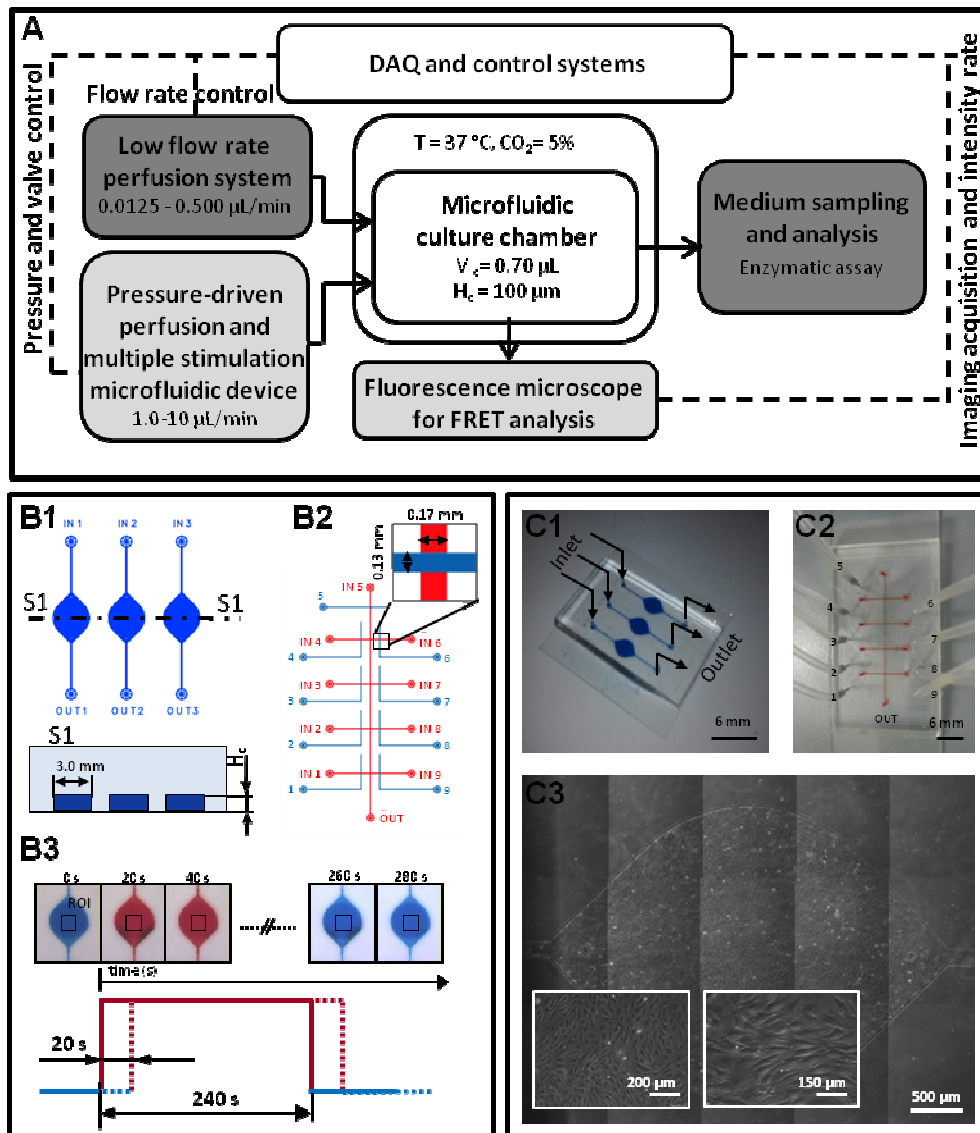 A
DAQ and control systems
Pressure and valve control
Flow rate control
Low flow rate
perfusion system
0.0125 - 0.500 µL/min
Pressure-driven
perfusion and
multiple stimulation
microfluidic device
1.0-10 µL/min
T = 37 °C, CO2= 5%
Microfluidic
culture chamber
Vc= 0.70 µL
Hc = 100 µm
Fluorescence microscope
for FRET analysis
Medium sampling
and analysis
Enzymatic assay
Imaging acquisition and intensity rate
B1
IN 1 IN 2 IN 3
S1 S1
OUT1 OUT2 OUT3
S1
3.0 mm
Hc
B2
0.17 mm
0.13 mm
IN 5
5
IN 4 IN 6
4 6
IN 3 IN 7
3 7
IN 2 IN 8
2 8
IN 1 IN 9
1 9
OUT
B3
0 s 20 s 40 s 260 s 280 s
ROI
time (s)
20 s
240 s
C1
Inlet
Outlet
6 mm
C2
5
4 6
3 7
2 8
1 9
OUT
6 mm
C3
200 µm
150 µm
500 µm